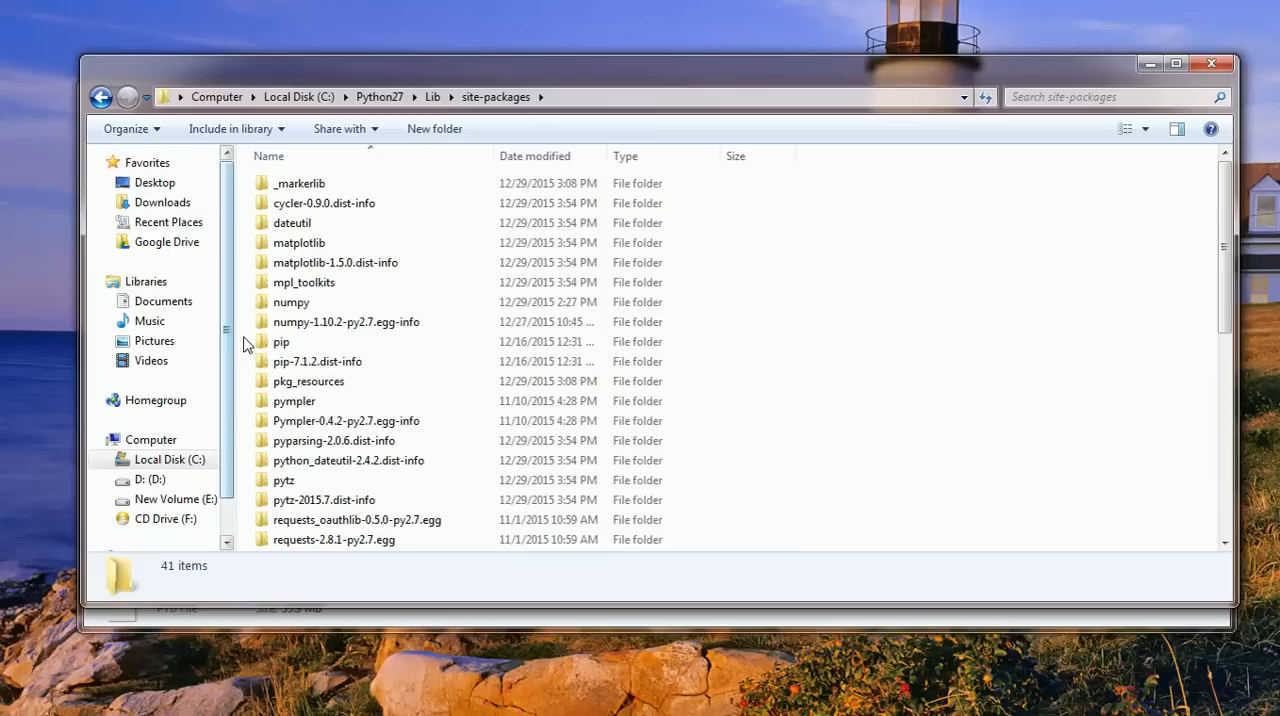 Computer Local Disk (C:) Python27 Lib site-packages Search site-packages
Organize Include in library Share with New folder
Name Date modified Type Size
Favorites
Desktop
Downloads
Recent Places
Google Drive
Libraries
Documents
Music
Pictures
Videos
Homegroup
Computer
Local Disk (C:)
D: (D:)
New Volume (E:)
CD Drive (F:)
_markerlib 12/29/2015 3:08 PM File folder
cycler-0.9.0.dist-info 12/29/2015 3:54 PM File folder
dateutil 12/29/2015 3:54 PM File folder
matplotlib 12/29/2015 3:54 PM File folder
matplotlib-1.5.0.dist-info 12/29/2015 3:54 PM File folder
mpl_toolkits 12/29/2015 3:54 PM File folder
numpy 12/29/2015 2:27 PM File folder
numpy-1.10.2-py2.7.egg-info 12/27/2015 10:45 ... File folder
pip 12/16/2015 12:31 ... File folder
pip-7.1.2.dist-info 12/16/2015 12:31 ... File folder
pkg_resources 12/29/2015 3:08 PM File folder
pympler 11/10/2015 4:28 PM File folder
Pympler-0.4.2-py2.7.egg-info 11/10/2015 4:28 PM File folder
pyparsing-2.0.6.dist-info 12/29/2015 3:54 PM File folder
python_dateutil-2.4.2.dist-info 12/29/2015 3:54 PM File folder
pytz 12/29/2015 3:54 PM File folder
pytz-2015.7.dist-info 12/29/2015 3:54 PM File folder
requests_oauthlib-0.5.0-py2.7.egg 11/1/2015 10:59 AM File folder
requests-2.8.1-py2.7.egg 11/1/2015 10:59 AM File folder
41 items